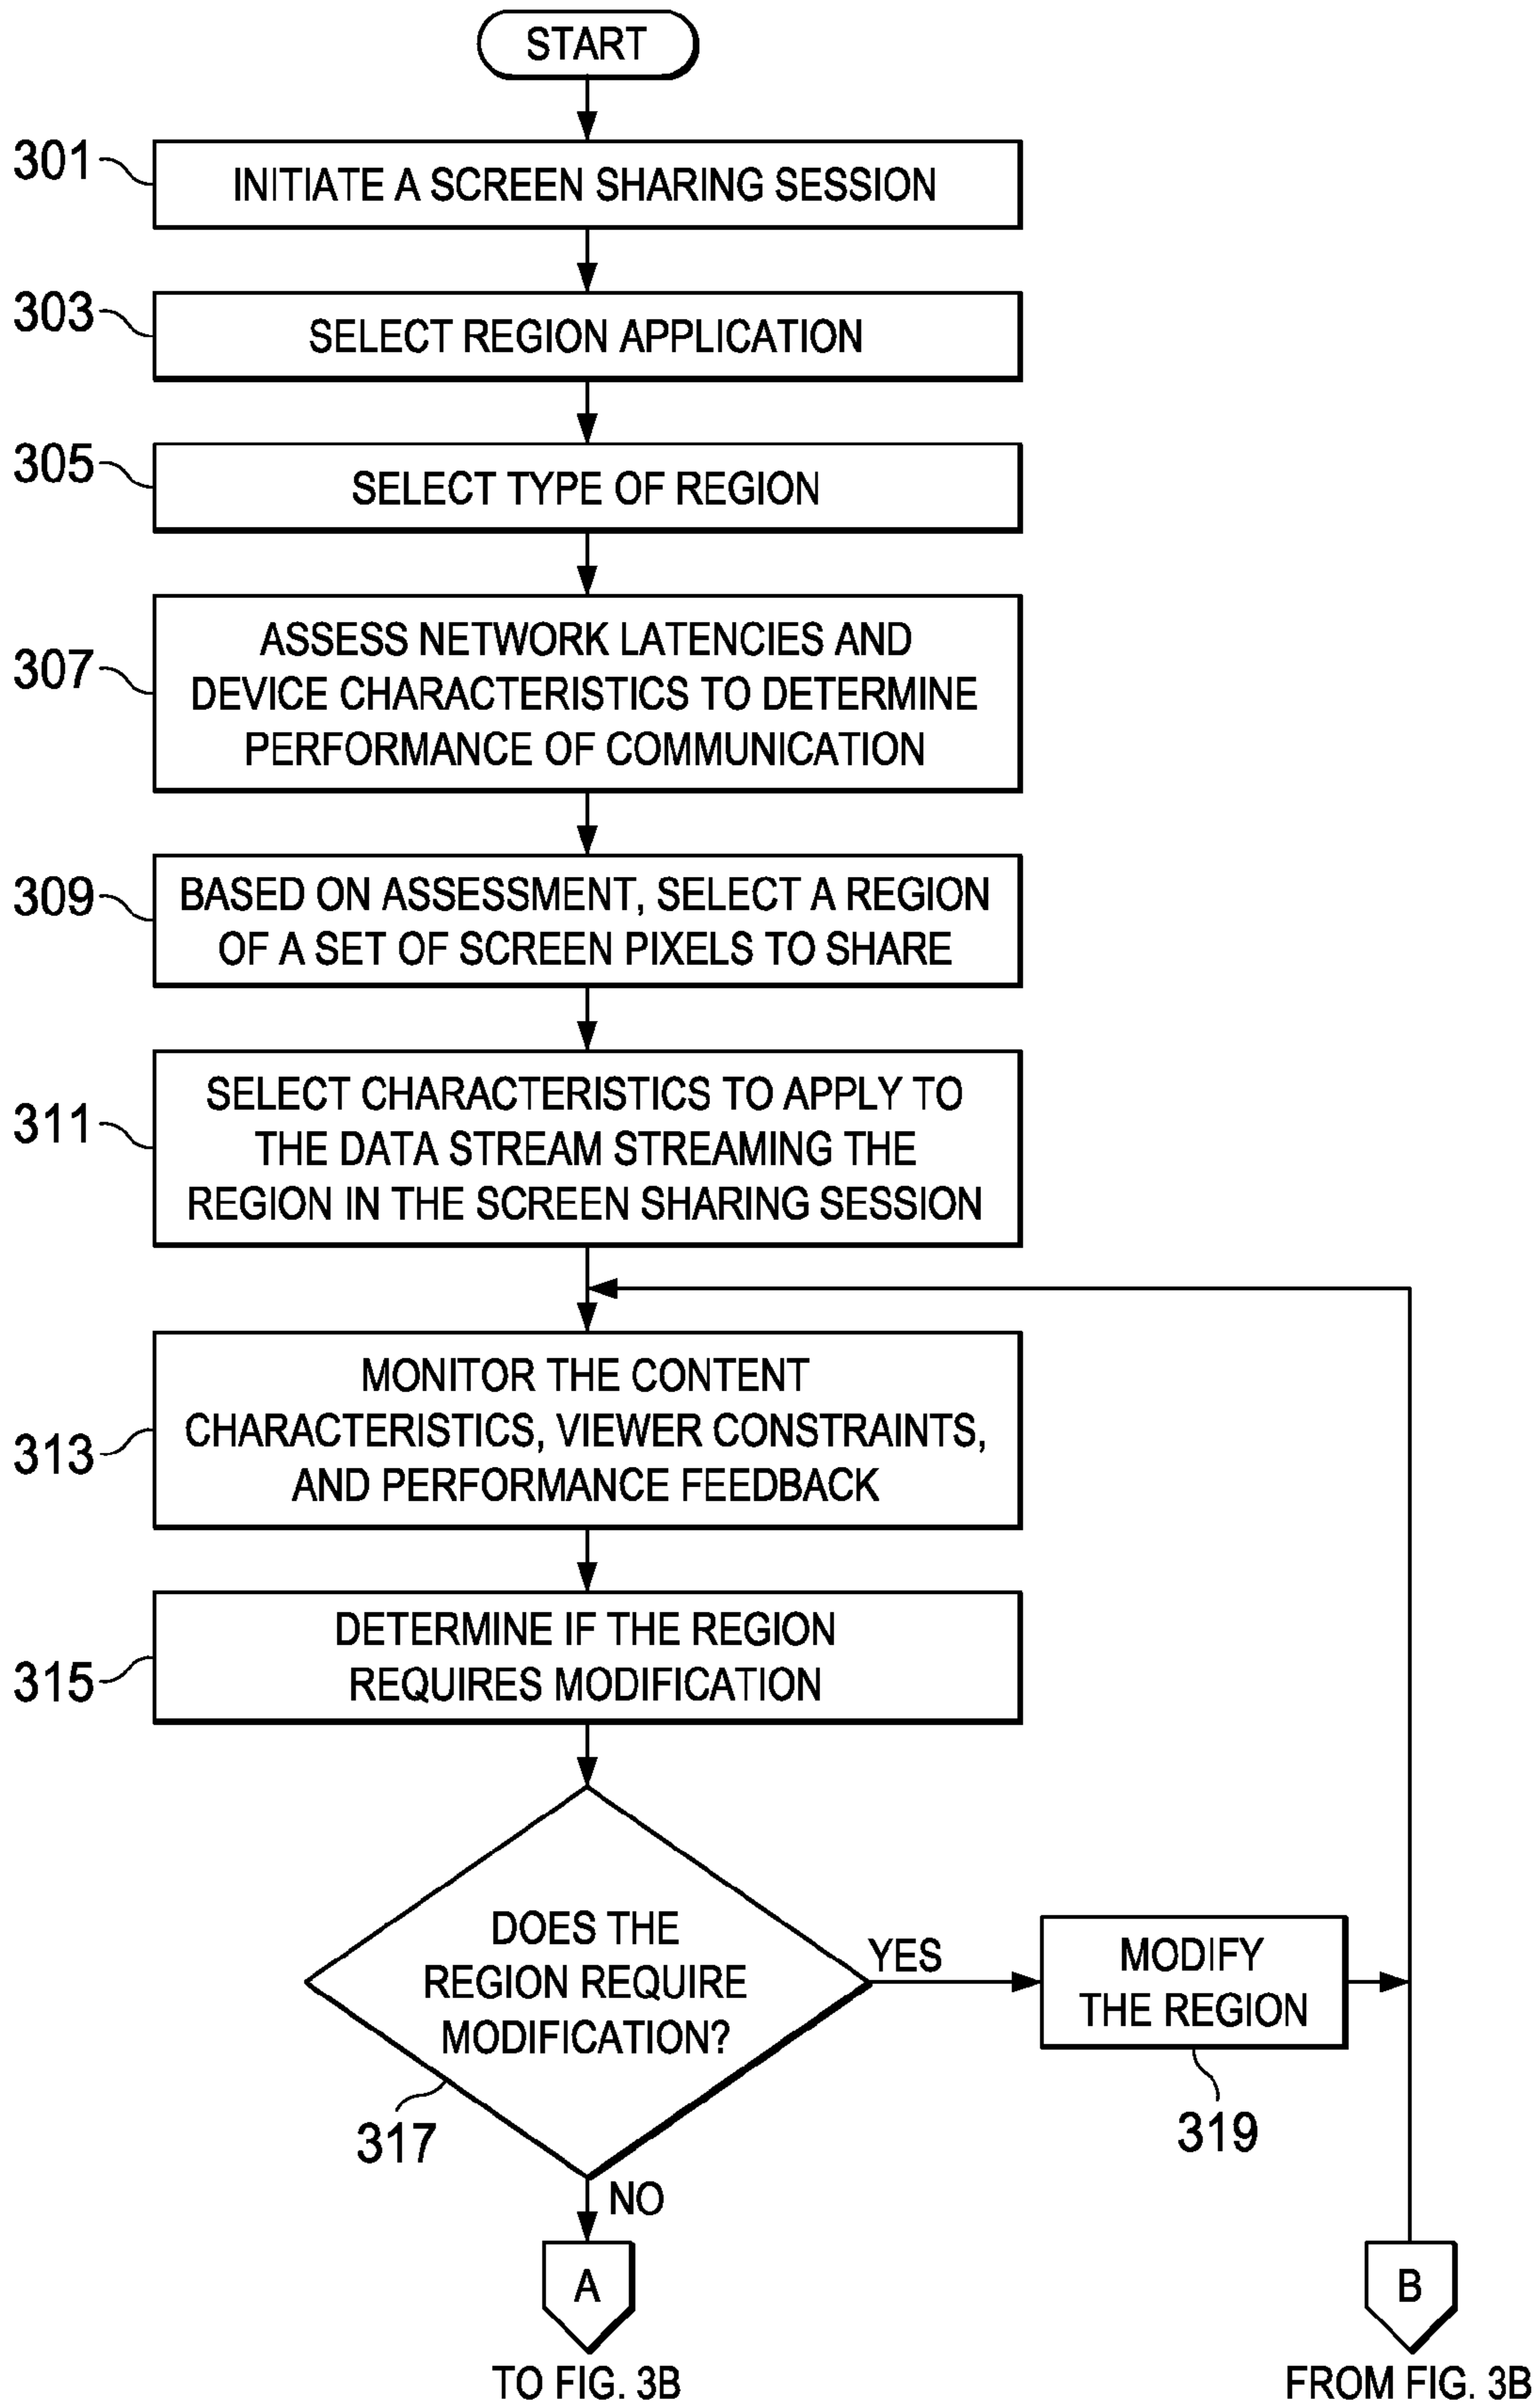 START
301
INITIATE A SCREEN SHARING SESSION
303
SELECT REGION APPLICATION
305
SELECT TYPE OF REGION
307
ASSESS NETWORK LATENCIES AND
DEVICE CHARACTERISTICS TO DETERMINE
PERFORMANCE OF COMMUNICATION
309
BASED ON ASSESSMENT, SELECT A REGION
OF A SET OF SCREEN PIXELS TO SHARE
311
SELECT CHARACTERISTICS TO APPLY TO
THE DATA STREAM STREAMING THE
REGION IN THE SCREEN SHARING SESSION
313
MONITOR THE CONTENT
CHARACTERISTICS, VIEWER CONSTRAINTS,
AND PERFORMANCE FEEDBACK
315
DETERMINE IF THE REGION
REQUIRES MODIFICATION
DOES THE
REGION REQUIRE
MODIFICATION?
317
YES
MODIFY
THE REGION
319
NO
A
TO FIG. 3B
B
FROM FIG. 3B